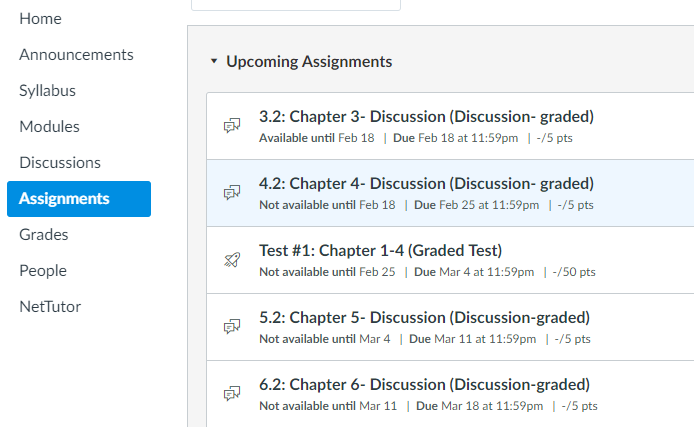 Home
Announcements
Syllabus
Modules
Discussions
Assignments
Grades
People
NetTutor
Upcoming Assignments
3.2: Chapter 3- Discussion (Discussion- graded)
Available until Feb 18 | Due Feb 18 at 11:59pm | -/5 pts
4.2: Chapter 4- Discussion (Discussion- graded)
Not available until Feb 18 | Due Feb 25 at 11:59pm | -/5 pts
Test #1: Chapter 1-4 (Graded Test)
Not available until Feb 25 | Due Mar 4 at 11:59pm | -/50 pts
5.2: Chapter 5- Discussion (Discussion-graded)
Not available until Mar 4 | Due Mar 11 at 11:59pm | -/5 pts
6.2: Chapter 6- Discussion (Discussion-graded)
Not available until Mar 11 | Due Mar 18 at 11:59pm | -/5 pts